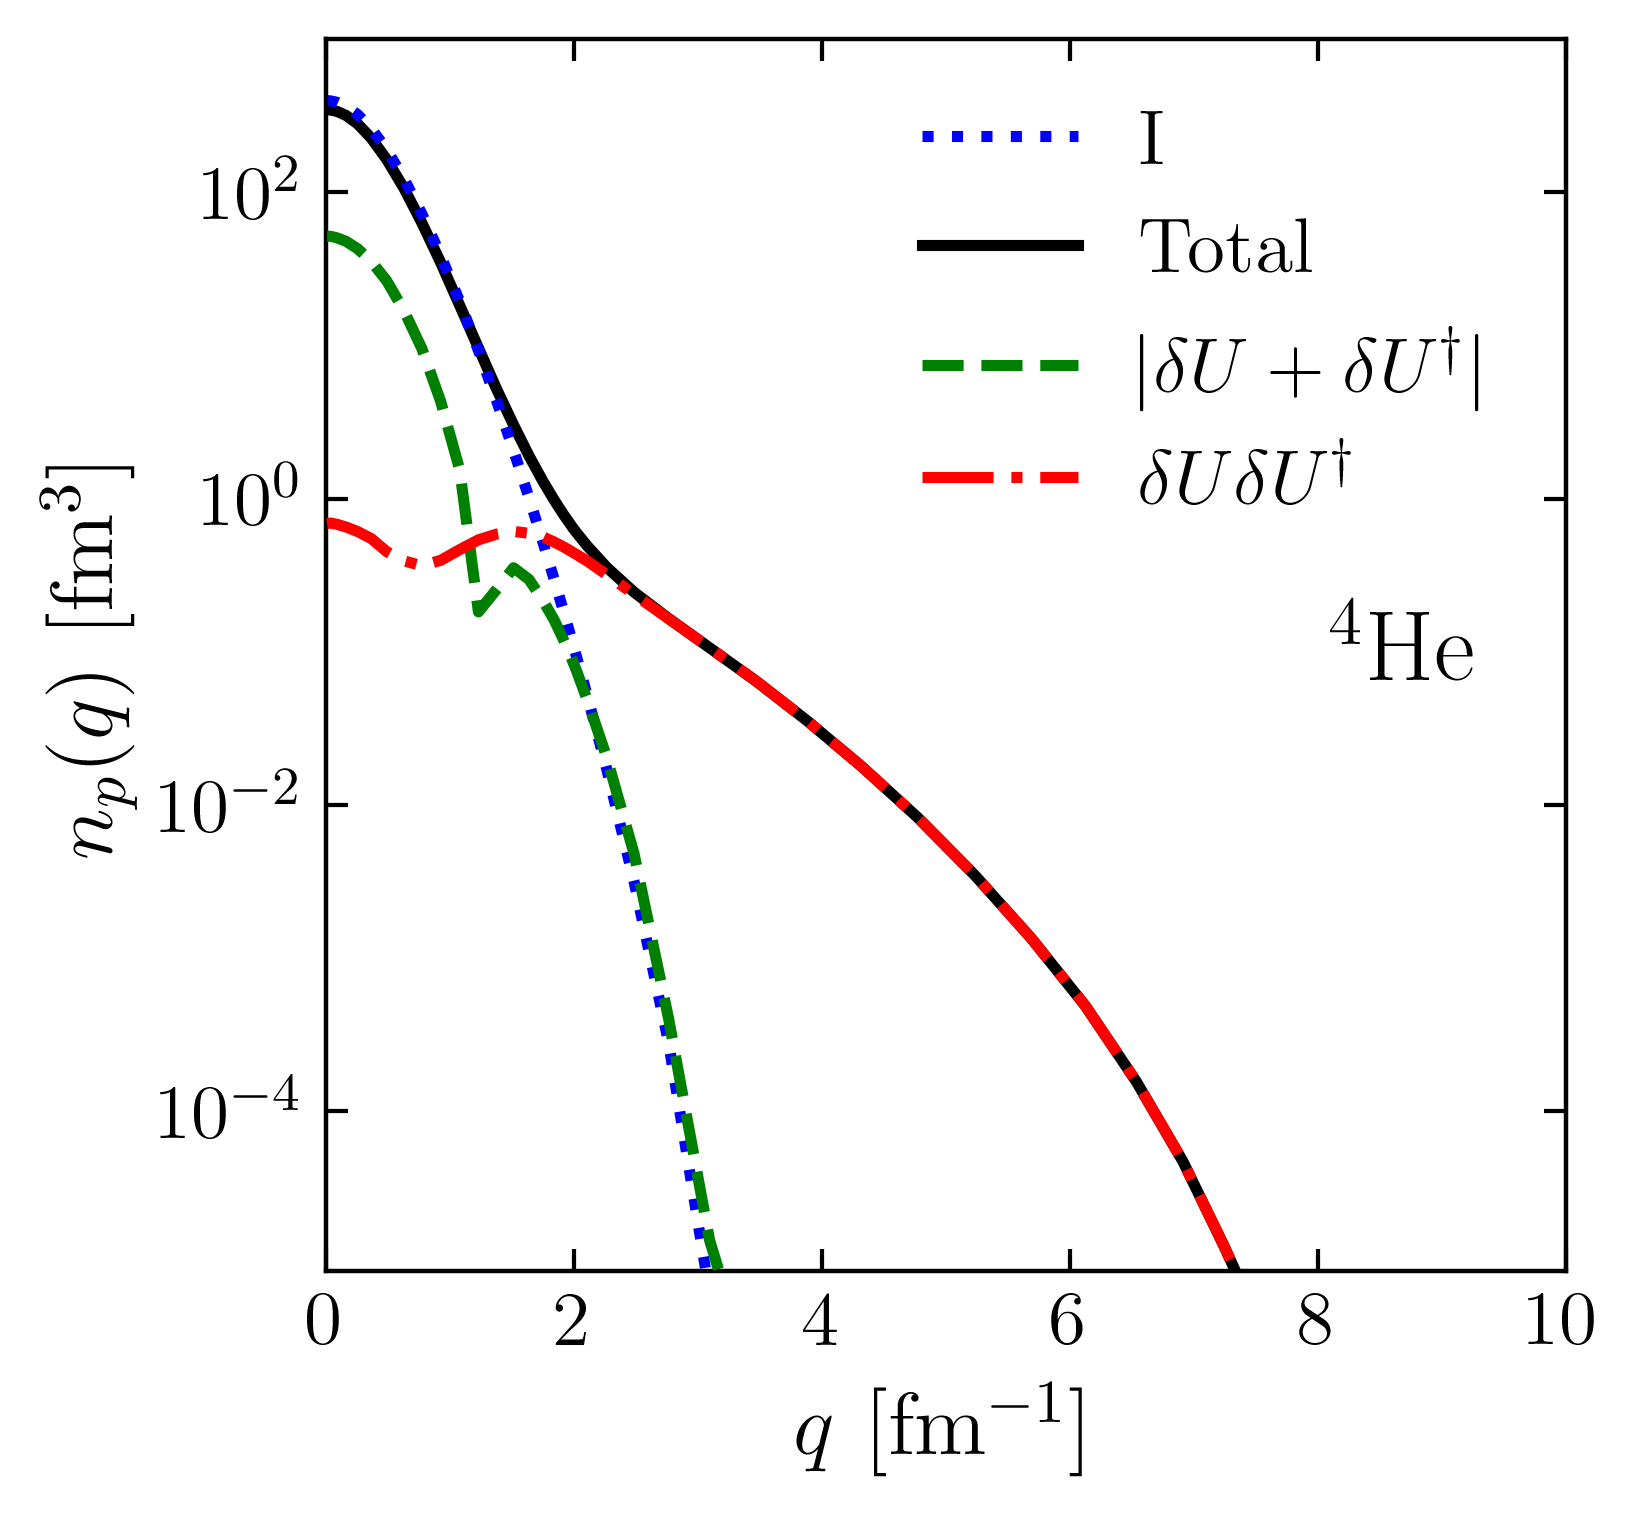 I
Total
|δU + δU†|
δUδU†
⁴He
n_p(q) [fm³]
10²
10⁰
10⁻²
10⁻⁴
0 2 4 6 8 10
q [fm⁻¹]